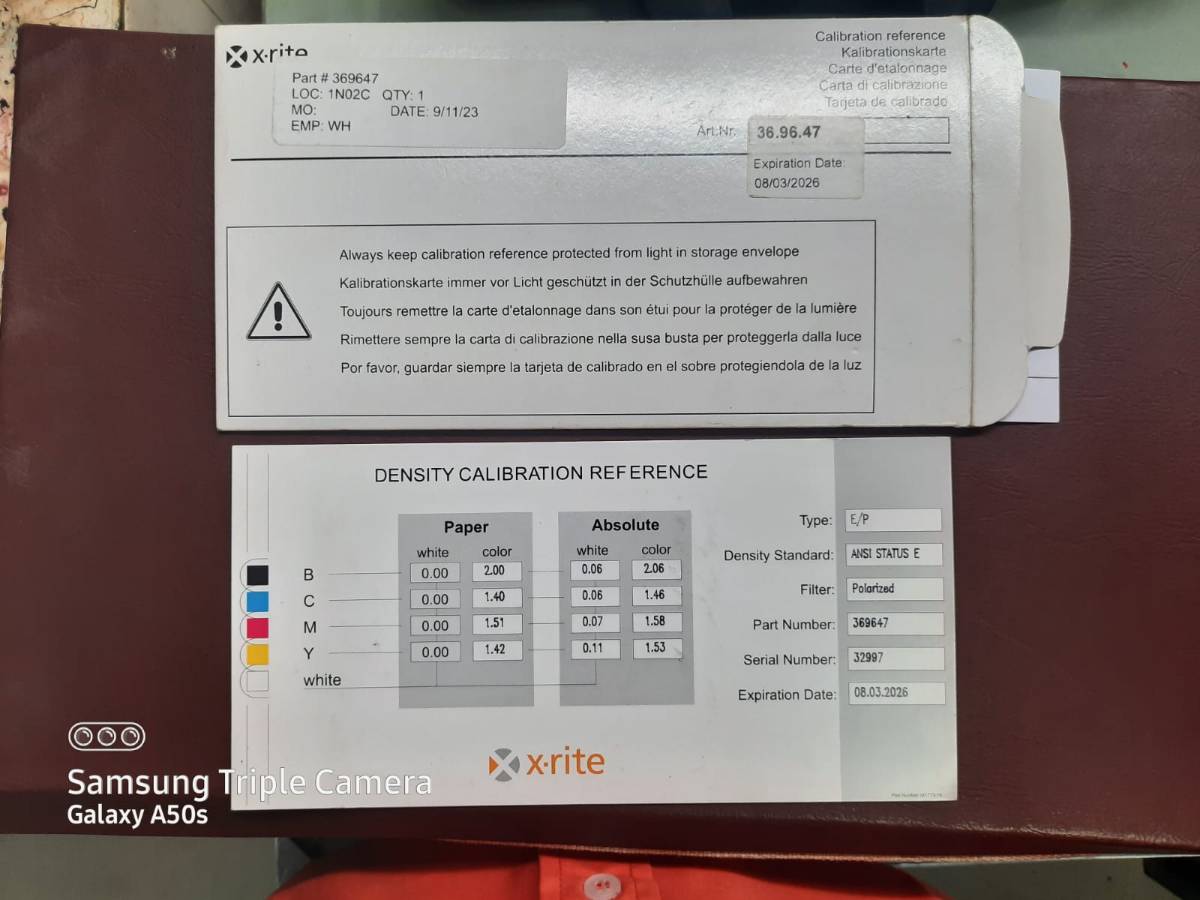 x·rite
Part # 369647
LOC: 1N02C QTY: 1
MO: DATE: 9/11/23
EMP: WH
Calibration reference
Kalibrationskarte
Carte d'etalonnage
Carta di calibrazione
Tarjeta de calibrado
Art.Nr. 36.96.47
Expiration Date:
08/03/2026
Always keep calibration reference protected from light in storage envelope
Kalibrationskarte immer vor Licht geschützt in der Schutzhülle aufbewahren
Toujours remettre la carte d'etalonnage dans son étui pour la protéger de la lumière
Rimettere sempre la carta di calibrazione nella susa busta per proteggerla dalla luce
Por favor, guardar siempre la tarjeta de calibrado en el sobre protegiendola de la luz
DENSITY CALIBRATION REFERENCE
Paper Absolute
white color white color
B 0.00 2.00 0.06 2.06
C 0.00 1.40 0.06 1.46
M 0.00 1.51 0.07 1.58
Y 0.00 1.42 0.11 1.53
white
Type: E/P
Density Standard: ANSI STATUS E
Filter: Polarized
Part Number: 369647
Serial Number: 32997
Expiration Date: 08.03.2026
x·rite
Part Number
Samsung Triple Camera
Galaxy A50s